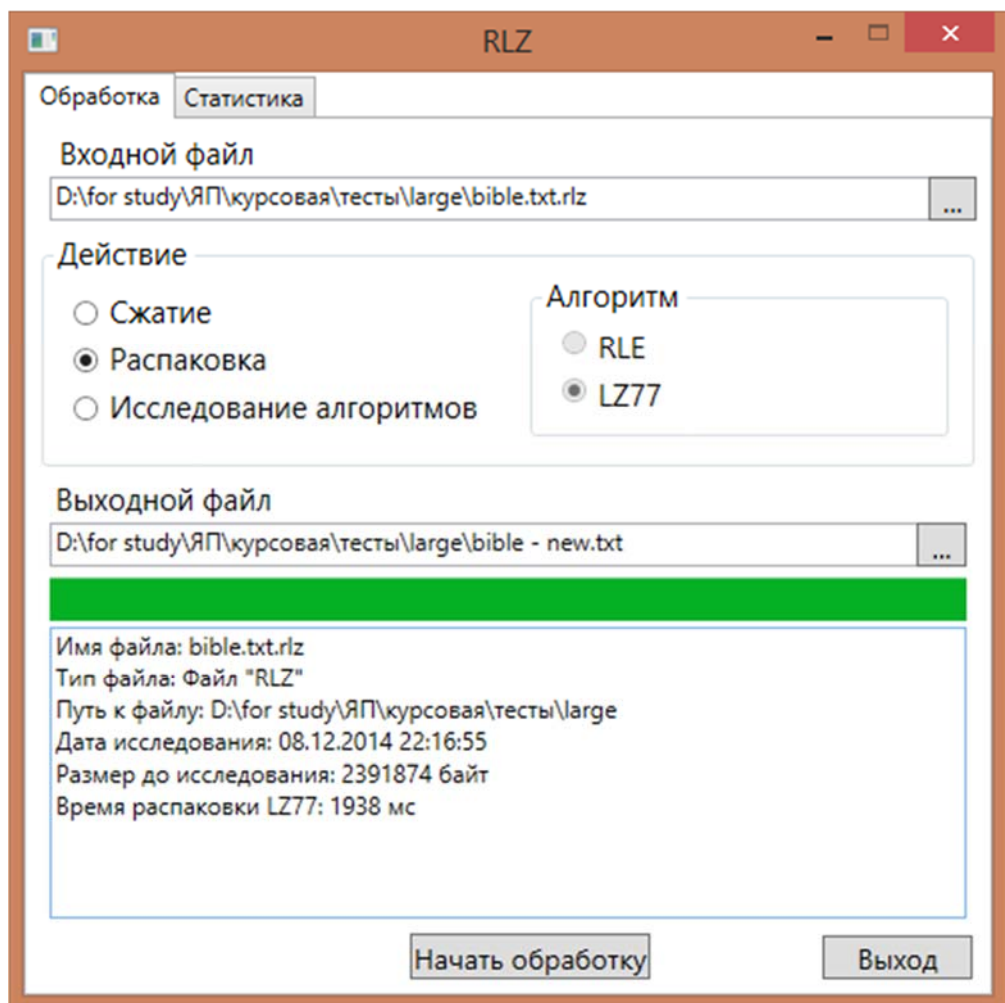 RLZ
Обработка Статистика
Входной файл
D:\for study\ЯП\курсовая\тесты\large\bible.txt.rlz
...
Действие
Сжатие
Распаковка
Исследование алгоритмов
Алгоритм
RLE
LZ77
Выходной файл
D:\for study\ЯП\курсовая\тесты\large\bible - new.txt
...
Имя файла: bible.txt.rlz
Тип файла: Файл "RLZ"
Путь к файлу: D:\for study\ЯП\курсовая\тесты\large
Дата исследования: 08.12.2014 22:16:55
Размер до исследования: 2391874 байт
Время распаковки LZ77: 1938 мс
Начать обработку Выход